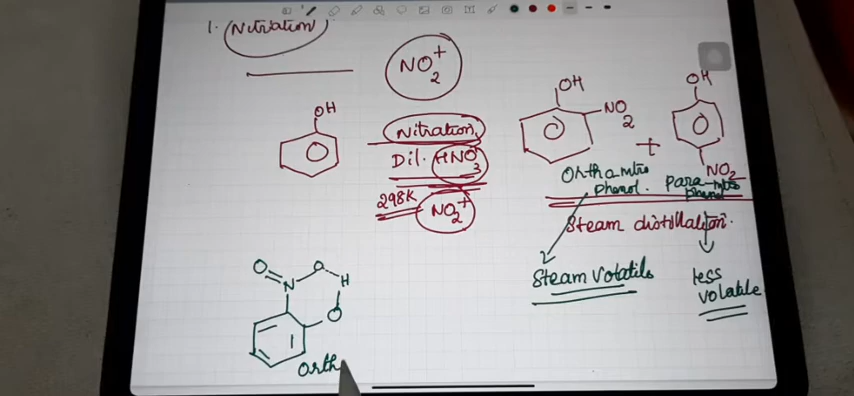 1. Nitration
NO2+
OH
Nitration
Dil. HNO3
298K NO2+
OH
NO2
Ortha nitro
phenol.
+
OH
NO2
para-nitro
phenol
Steam distillation.
Steam volatile
less
volatile
O N O H
O
Orth